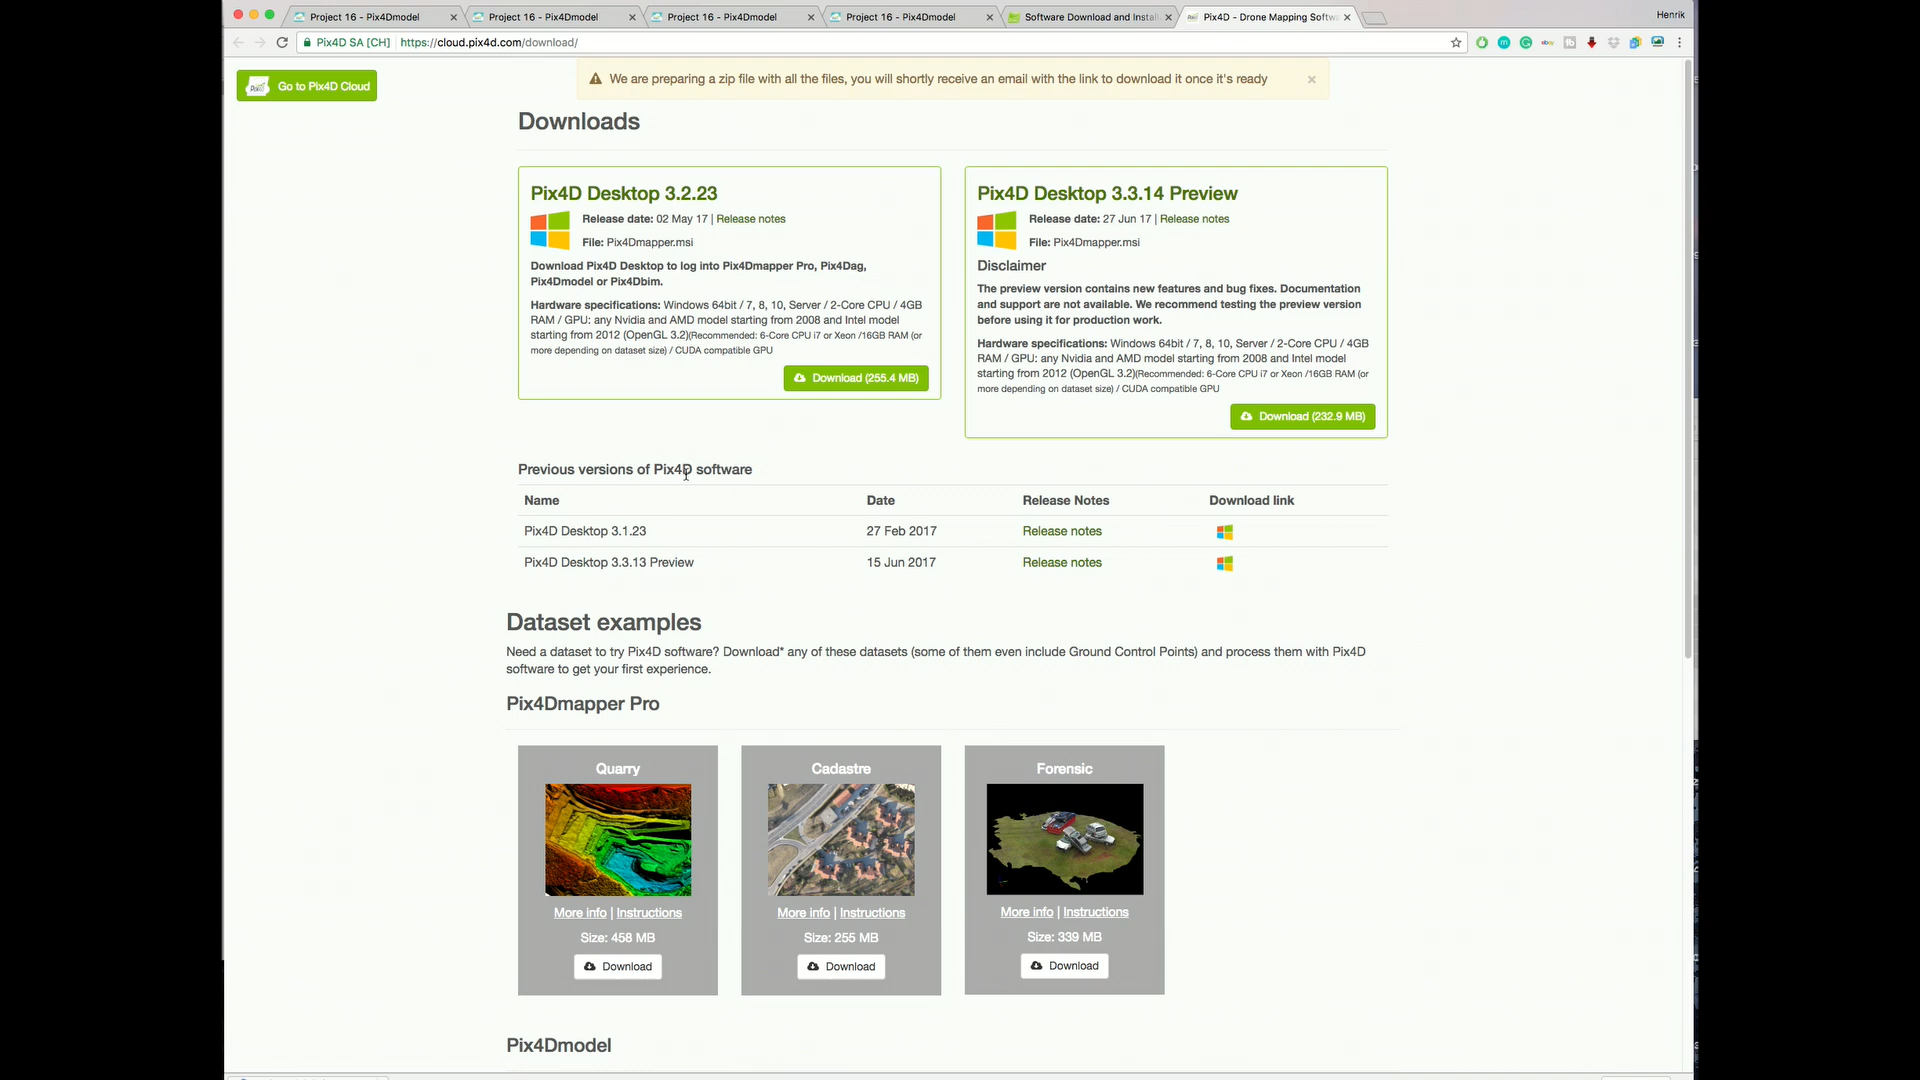 Project 16 - Pix4Dmodel
Project 16 - Pix4Dmodel
Project 16 - Pix4Dmodel
Project 16 - Pix4Dmodel
Software Download and Instal
Pix4D - Drone Mapping Softw
Henrik
Pix4D SA [CH]
https://cloud.pix4d.com/download/
Go to Pix4D Cloud
We are preparing a zip file with all the files, you will shortly receive an email with the link to download it once it's ready
Downloads
Pix4D Desktop 3.2.23
Release date: 02 May 17 | Release notes
File: Pix4Dmapper.msi
Download Pix4D Desktop to log into Pix4Dmapper Pro, Pix4Dag,
Pix4Dmodel or Pix4Dbim.
Hardware specifications: Windows 64bit / 7, 8, 10, Server / 2-Core CPU / 4GB
RAM / GPU: any Nvidia and AMD model starting from 2008 and Intel model
starting from 2012 (OpenGL 3.2)(Recommended: 6-Core CPU i7 or Xeon /16GB RAM (or
more depending on dataset size) / CUDA compatible GPU
Download (255.4 MB)
Pix4D Desktop 3.3.14 Preview
Release date: 27 Jun 17 | Release notes
File: Pix4Dmapper.msi
Disclaimer
The preview version contains new features and bug fixes. Documentation
and support are not available. We recommend testing the preview version
before using it for production work.
Hardware specifications: Windows 64bit / 7, 8, 10, Server / 2-Core CPU / 4GB
RAM / GPU: any Nvidia and AMD model starting from 2008 and Intel model
starting from 2012 (OpenGL 3.2)(Recommended: 6-Core CPU i7 or Xeon /16GB RAM (or
more depending on dataset size) / CUDA compatible GPU
Download (232.9 MB)
Previous versions of Pix4D software
Name Date Release Notes Download link
Pix4D Desktop 3.1.23 27 Feb 2017 Release notes
Pix4D Desktop 3.3.13 Preview 15 Jun 2017 Release notes
Dataset examples
Need a dataset to try Pix4D software? Download* any of these datasets (some of them even include Ground Control Points) and process them with Pix4D
software to get your first experience.
Pix4Dmapper Pro
Quarry
More info | Instructions
Size: 458 MB
Download
Cadastre
More info | Instructions
Size: 255 MB
Download
Forensic
More info | Instructions
Size: 339 MB
Download
Pix4Dmodel